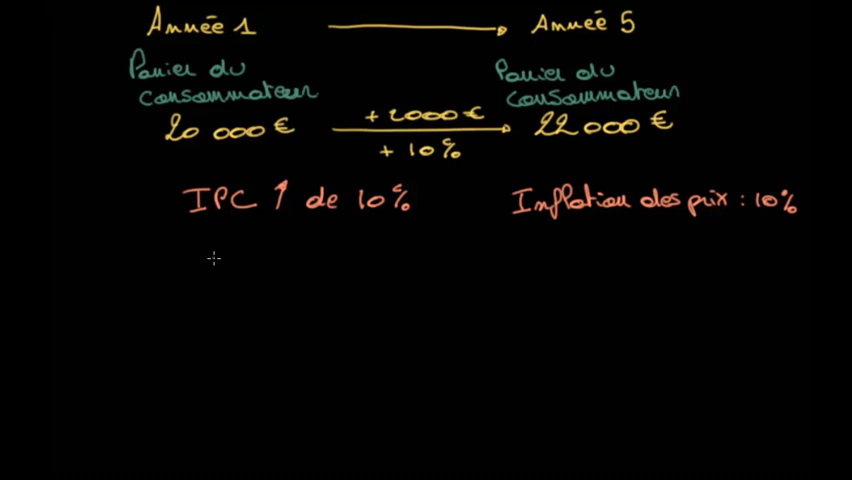 Année 1 → Année 5
Panier du
consommateur
Panier du
consommateur
20 000 € + 2000 € 22 000 €
+ 10%
IPC ↑ de 10% Inflation des prix : 10%